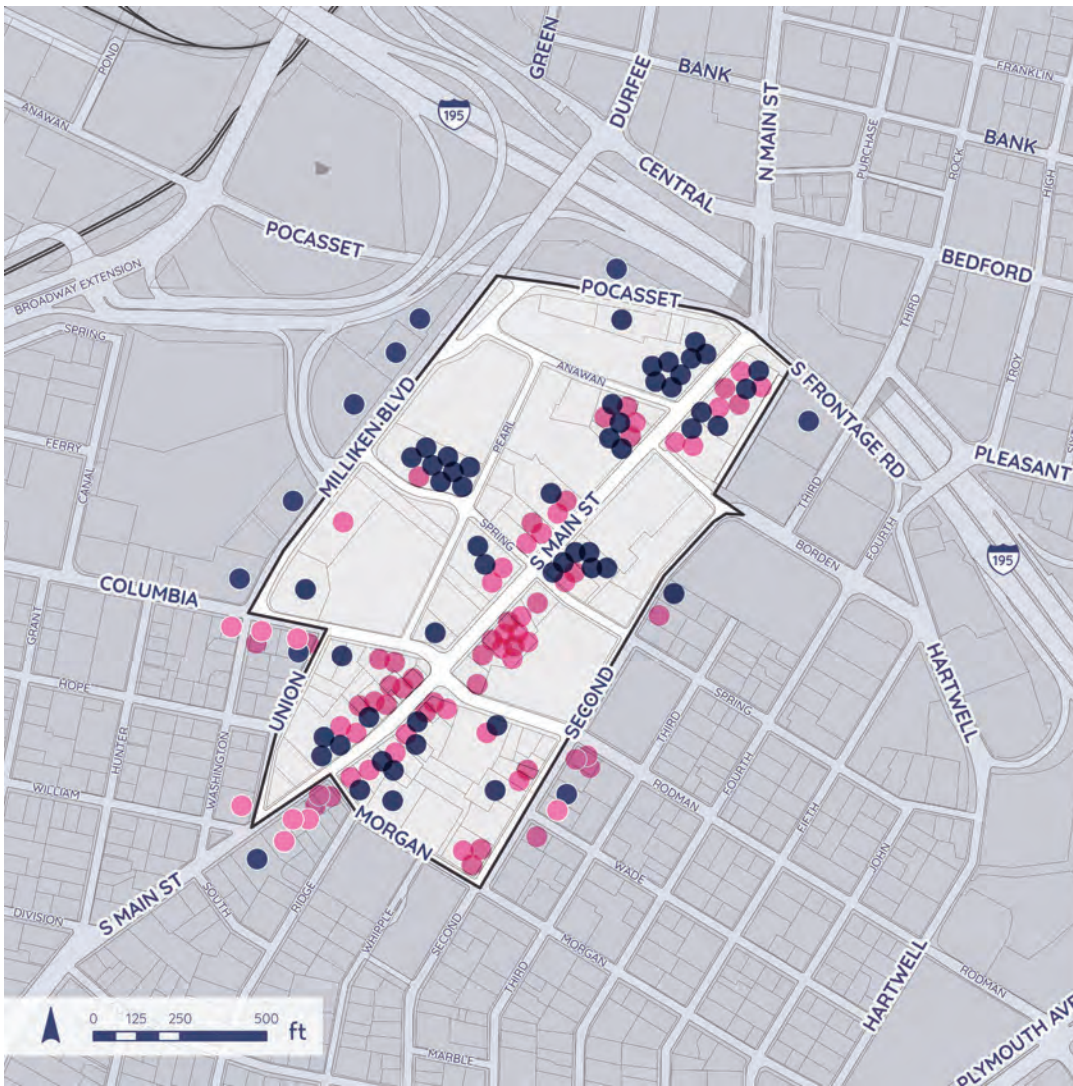 POND
ANAWAN
GREEN
DURFEE
BANK
FRANKLIN
195
N MAIN ST
PURCHASE
ROCK
BANK
HIGH
CENTRAL
POCASSET
BROADWAY EXTENSION
BEDFORD
POCASSET
THIRD
TROY
SPRING
ANAWAN
S FRONTAGE RD
FERRY
CANAL
MILLIKEN BLVD
PEARL
PLEASANT
THIRD
FOURTH
SPRING
S MAIN ST
BORDEN
195
COLUMBIA
GRANT
HOPE
UNION
SECOND
HARTWELL
SPRING
THIRD
HUNTER
WASHINGTON
FOURTH
RODMAN
WILLIAM
FIFTH
MORGAN
JOHN
WADE
S MAIN ST
SOUTH
RIDGE
WHIPPLE
SECOND
DIVISION
MORGAN
THIRD
HARTWELL
RODMAN
0 125 250 500 ft
MARBLE
PLYMOUTH AVE